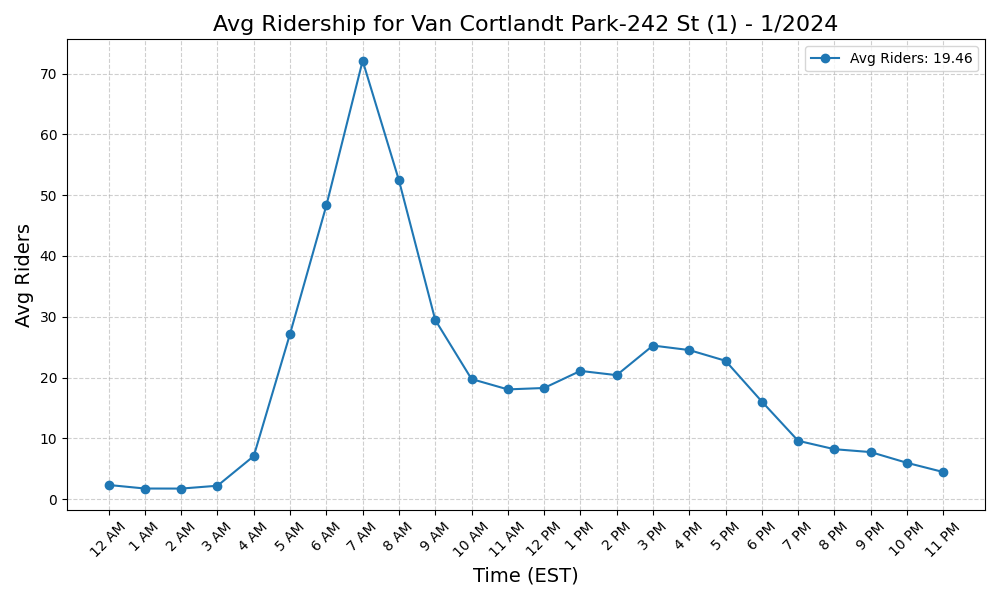 Avg Ridership for Van Cortlandt Park-242 St (1) - 1/2024
Avg Riders: 19.46
Avg Riders
70
60
50
40
30
20
10
0
12 AM
1 AM
2 AM
3 AM
4 AM
5 AM
6 AM
7 AM
8 AM
9 AM
10 AM
11 AM
12 PM
1 PM
2 PM
3 PM
4 PM
5 PM
6 PM
7 PM
8 PM
9 PM
10 PM
11 PM
Time (EST)